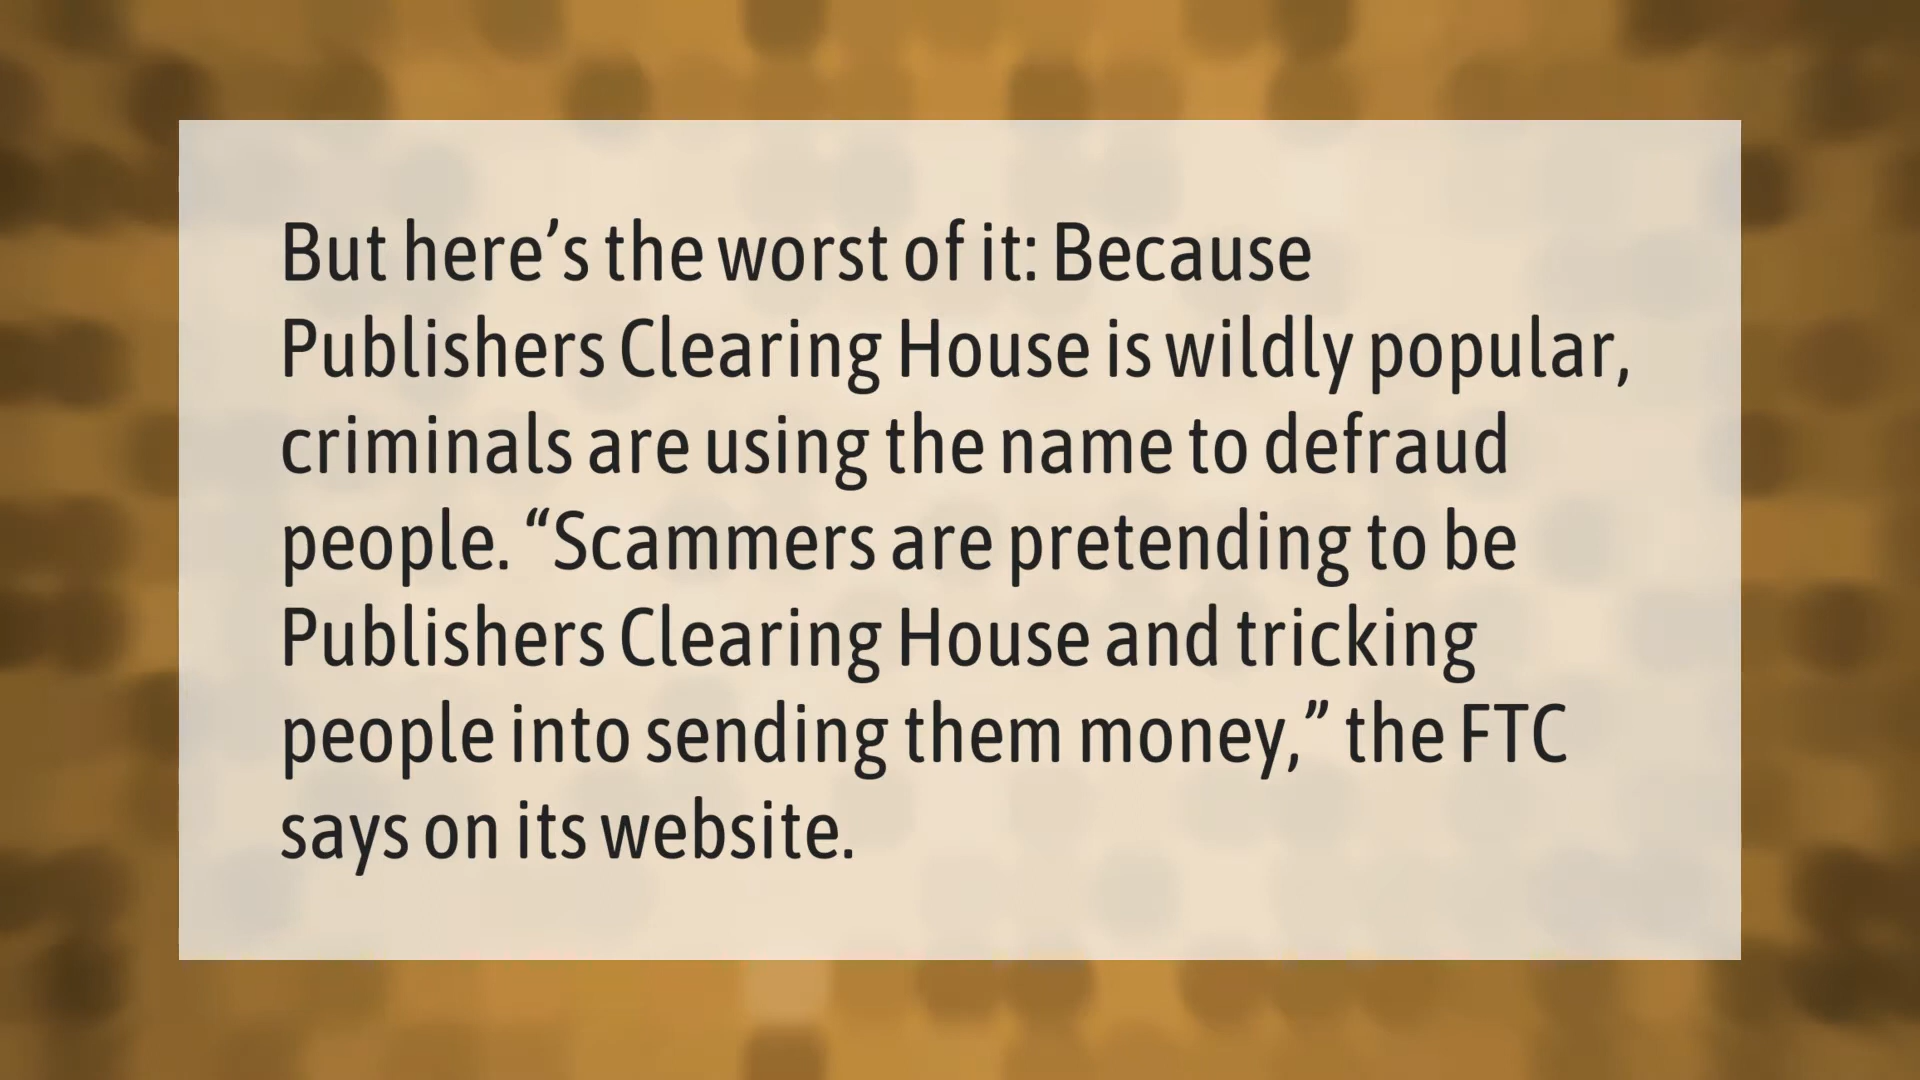 But here’s the worst of it: Because
Publishers Clearing House is wildly popular,
criminals are using the name to defraud
people. “Scammers are pretending to be
Publishers Clearing House and tricking
people into sending them money,” the FTC
says on its website.